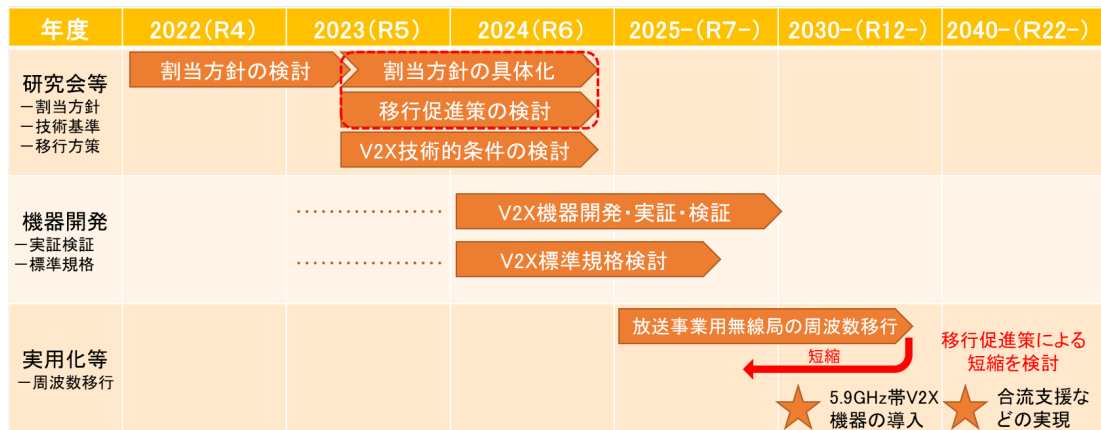 年度
2022(R4)
2023(R5)
2024(R6)
2025-(R7-)
2030-(R12-)
2040-(R22-)
研究会等
－割当方針
－技術基準
－移行方策
割当方針の検討
割当方針の具体化
移行促進策の検討
V2X技術的条件の検討
機器開発
－実証検証
－標準規格
V2X機器開発・実証・検証
V2X標準規格検討
実用化等
－周波数移行
放送事業用無線局の周波数移行
短縮
移行促進策による
短縮を検討
5.9GHz帯V2X
機器の導入
合流支援な
どの実現